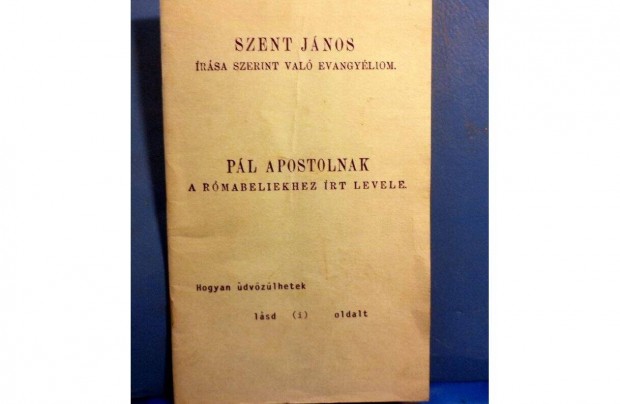 SZENT JÁNOS
ÍRÁSA SZERINT VALÓ EVANGYÉLIOM.
PÁL APOSTOLNAK
A RÓMABELIEKHEZ ÍRT LEVELE.
Hogyan üdvözülhetek
lásd (i) oldalt